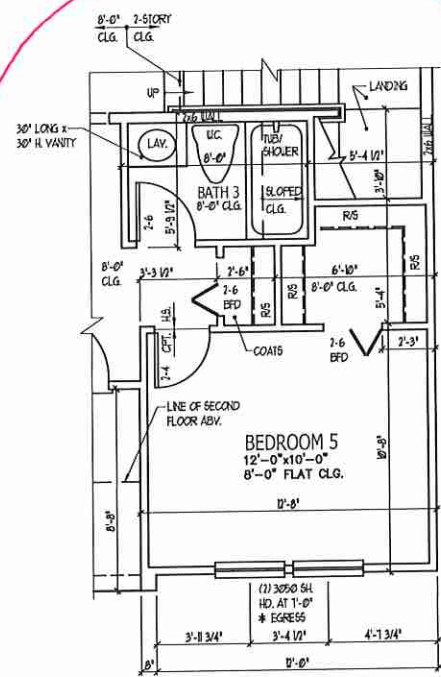 8'-0" 2-STORY
CLG. CLG.
UP
LANDING
2x6 WALL
30" LONG x
30" H. VANITY
LAV.
W.C.
8'-0"
TUB/
SHOWER
5'-4 1/2"
2x6 WALL
BATH 3
8'-0" CLG.
SLOPED
CLG.
3'-10"
2-6
5'-9 1/2"
R/S
8'-0"
CLG.
3'-3 1/2"
2'-6"
6'-10"
8'-0" CLG.
R/S
R/S
R/S
5'-4"
2-6
BFD
H.S.
CPT.
COATS
2-6
BFD
2'-3"
2-4
LINE OF SECOND
FLOOR ABV.
BEDROOM 5
12'-0"x10'-0"
8'-0" FLAT CLG.
10'-8"
12'-8"
8'-8"
(2) 3050 SH.
HD. AT 7'-0"
* EGRESS
3'-11 3/4"
3'-4 1/2"
4'-7 3/4"
8"
12'-0"